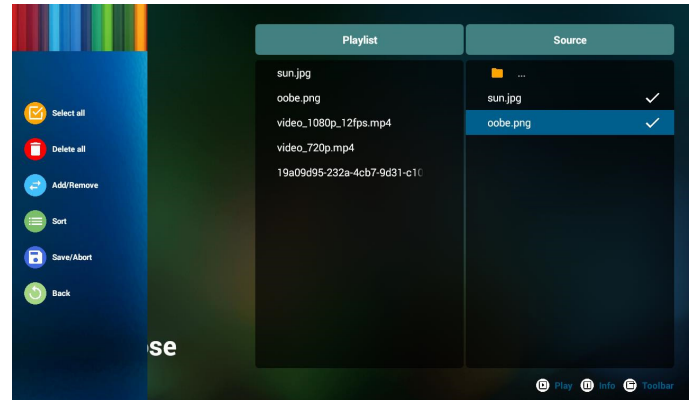 Playlist
Source
sun.jpg
oobe.png
video_1080p_12fps.mp4
video_720p.mp4
19a09d95-232a-4cb7-9d31-c10
...
sun.jpg
oobe.png
Select all
Delete all
Add/Remove
Sort
Save/Abort
Back
se
Play Info Toolbar